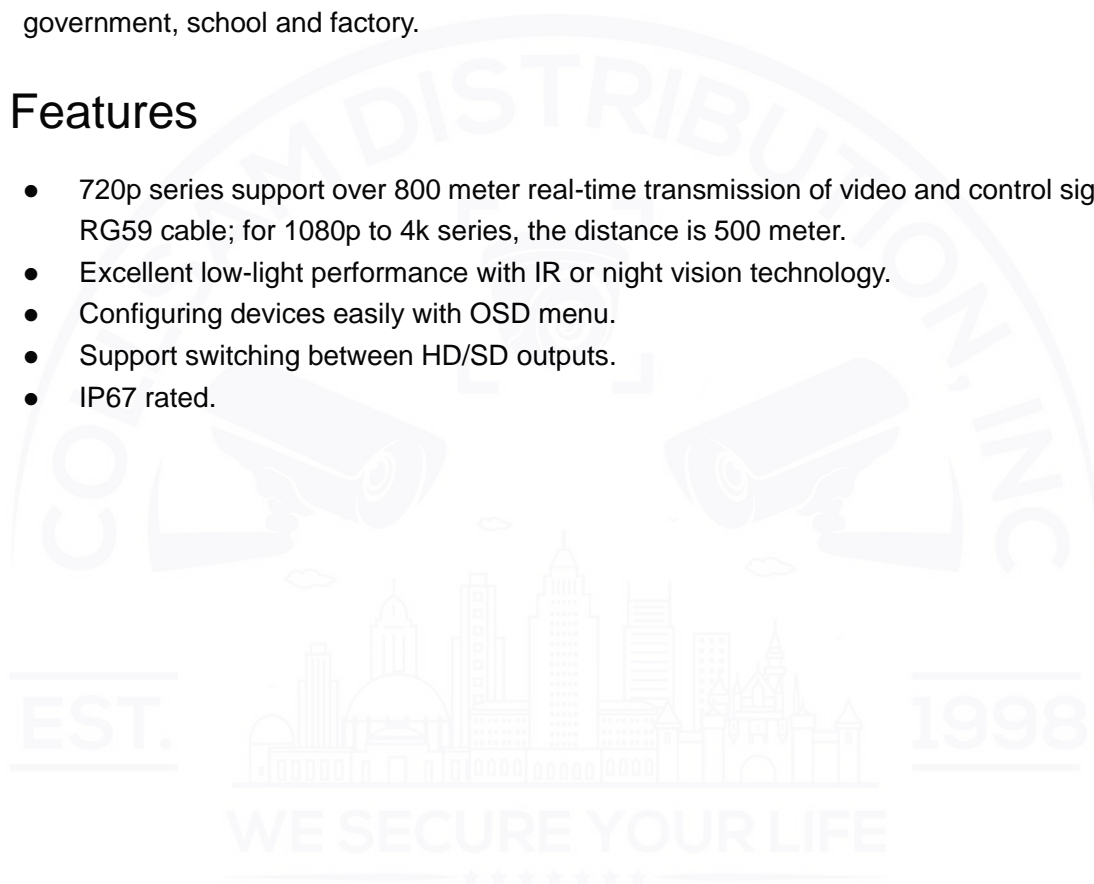 government, school and factory.
Features
● 720p series support over 800 meter real-time transmission of video and control sig
RG59 cable; for 1080p to 4k series, the distance is 500 meter.
● Excellent low-light performance with IR or night vision technology.
● Configuring devices easily with OSD menu.
● Support switching between HD/SD outputs.
● IP67 rated.
EST.
1998
WE SECURE YOUR LIFE